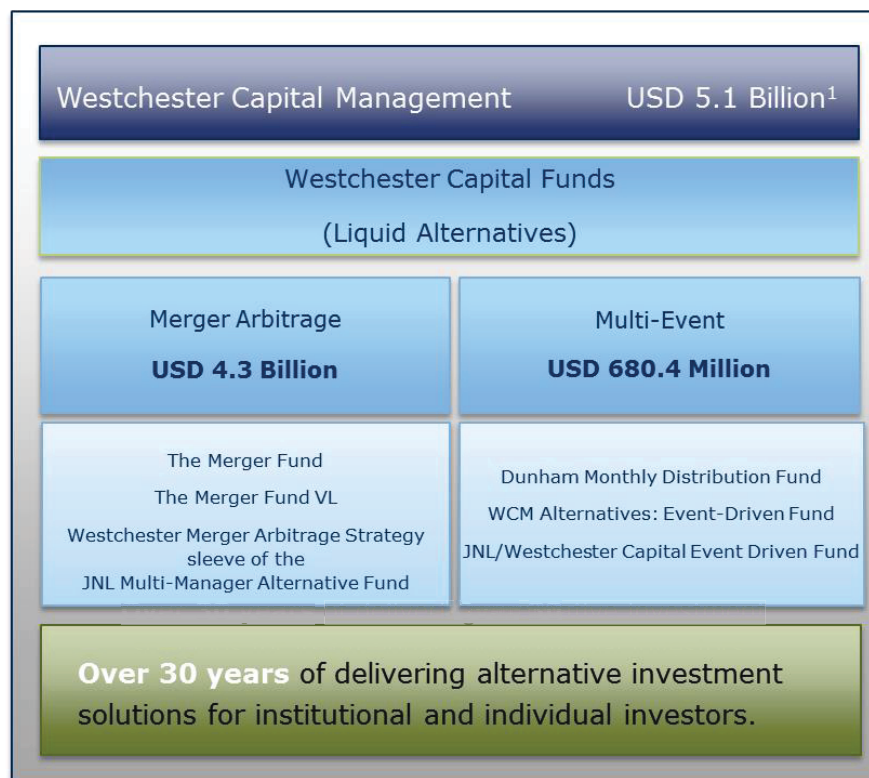 Westchester Capital Management USD 5.1 Billion¹
Westchester Capital Funds
(Liquid Alternatives)
Merger Arbitrage
USD 4.3 Billion
Multi-Event
USD 680.4 Million
The Merger Fund
The Merger Fund VL
Westchester Merger Arbitrage Strategy
sleeve of the
JNL Multi-Manager Alternative Fund
Dunham Monthly Distribution Fund
WCM Alternatives: Event-Driven Fund
JNL/Westchester Capital Event Driven Fund
Over 30 years of delivering alternative investment
solutions for institutional and individual investors.